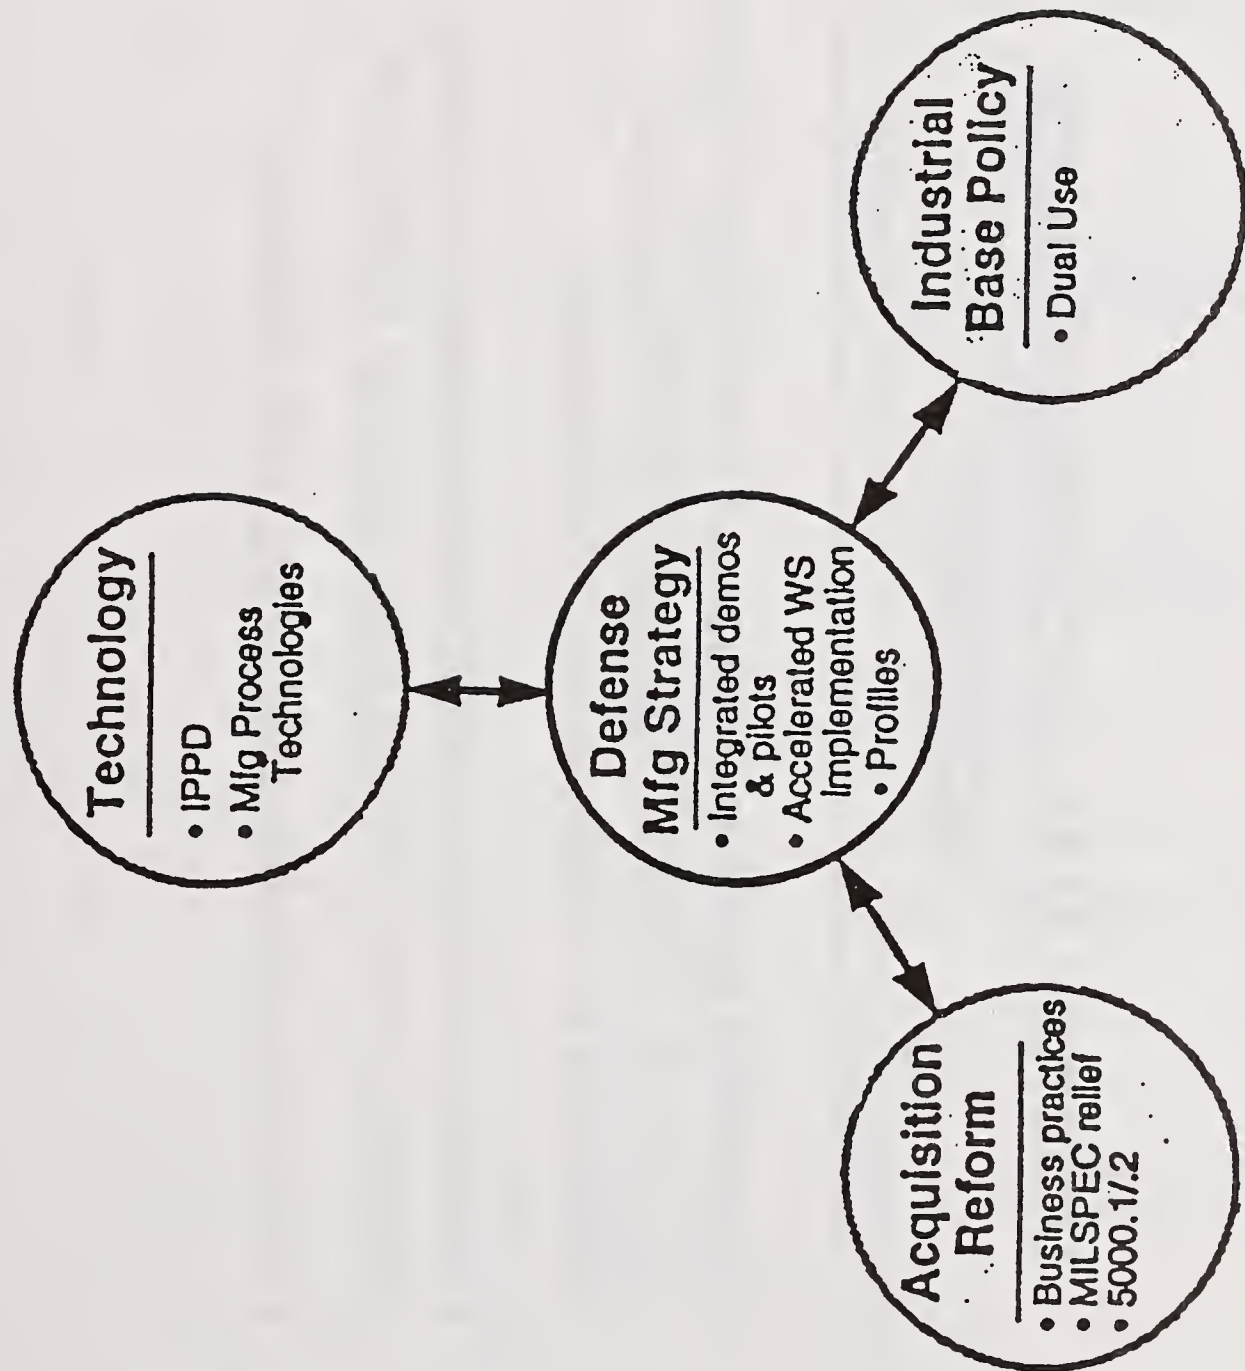 Technology
• IPPD
• Mfg Process
Technologies
Defense
Mfg Strategy
• Integrated demos
& pilots
• Accelerated WS
Implementation
• Profiles
Acquisition
Reform
• Business practices
• MILSPEC relief
• 5000.1/.2
Industrial
Base Policy
• Dual Use